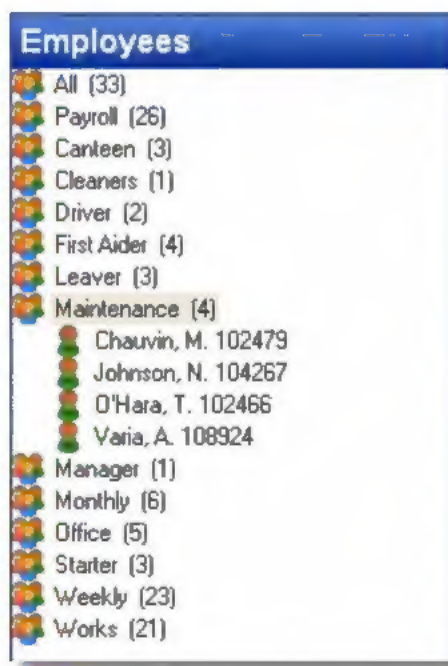 Employees
All (33)
Payroll (26)
Canteen (3)
Cleaners (1)
Driver (2)
First Aider (4)
Leaver (3)
Maintenance (4)
Chauvin, M. 102479
Johnson, N. 104267
O'Hara, T. 102466
Varia, A. 108924
Manager (1)
Monthly (6)
Office (5)
Starter (3)
Weekly (23)
Works (21)